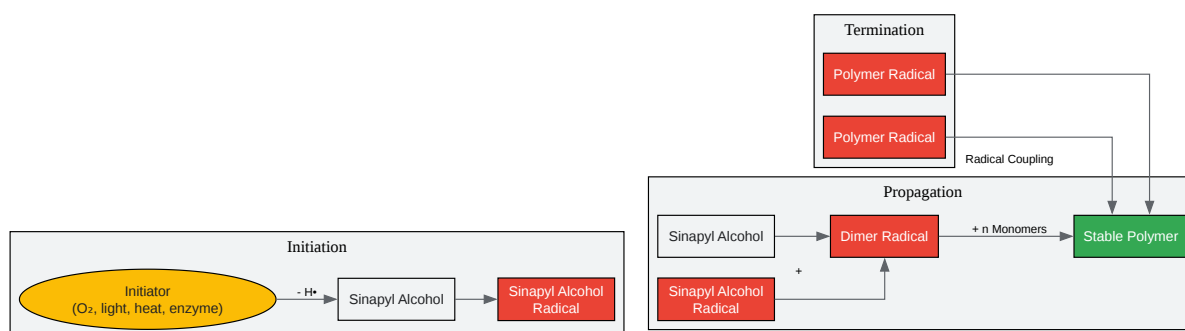 Initiation
Initiator
(O₂, light, heat, enzyme)
- H•
Sinapyl Alcohol
Sinapyl Alcohol
Radical
Termination
Polymer Radical
Polymer Radical
Radical Coupling
Propagation
Sinapyl Alcohol
+
Sinapyl Alcohol
Radical
Dimer Radical
+ n Monomers
Stable Polymer